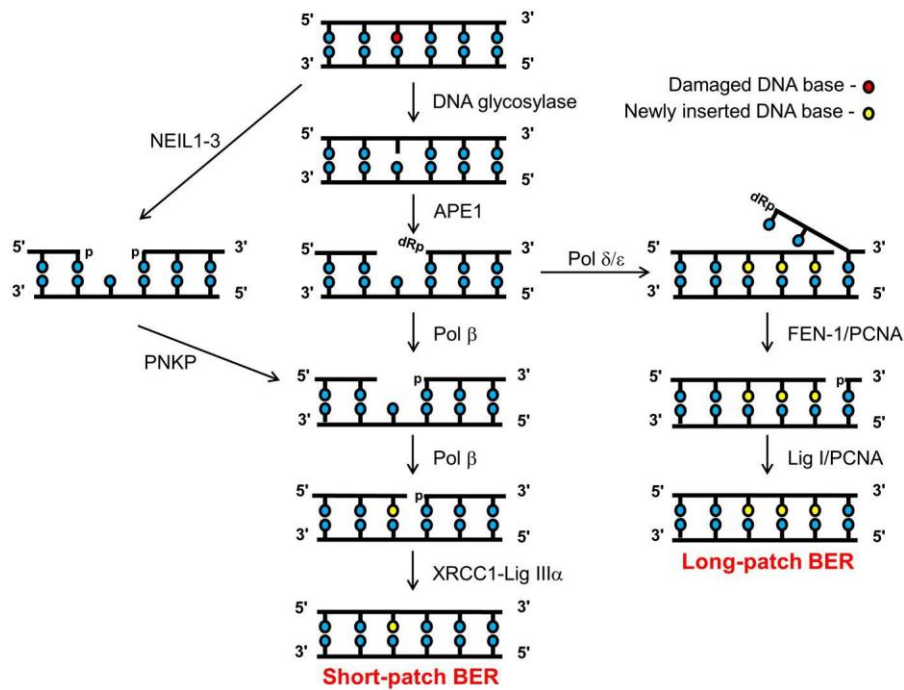 5' 3'
3' 5'
Damaged DNA base -
Newly inserted DNA base -
DNA glycosylase
NEIL1-3
5' 3'
3' 5'
APE1
dRp
5' p p 3'
3' 5'
5' dRp 3'
3' 5'
Pol δ/ε
5' 3'
3' 5'
PNKP
Pol β
FEN-1/PCNA
5' p 3'
3' 5'
5' p 3'
3' 5'
Pol β
Lig I/PCNA
5' p 3'
3' 5'
5' 3'
3' 5'
Long-patch BER
XRCC1-Lig IIIα
5' 3'
3' 5'
Short-patch BER